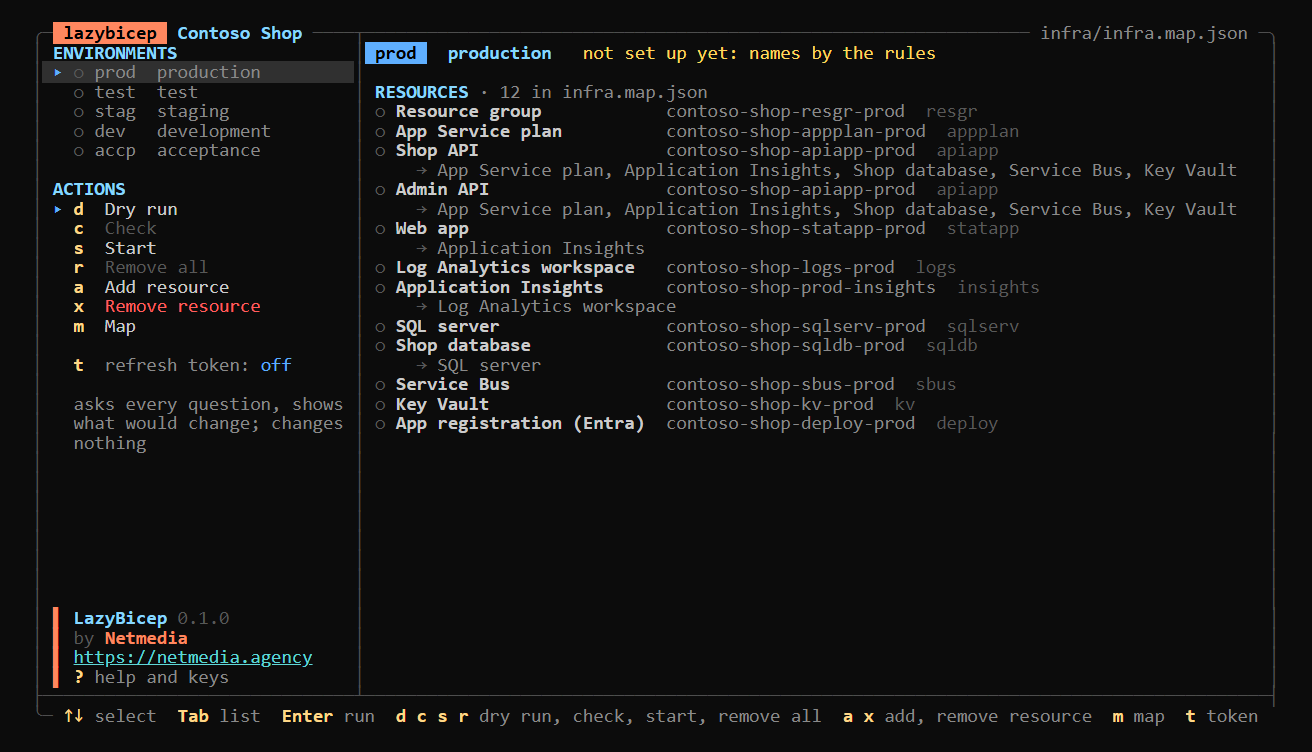 lazybicep Contoso Shop infra/infra.map.json
ENVIRONMENTS
▸ ○ prod production
○ test test
○ stag staging
○ dev development
○ accp acceptance
ACTIONS
▸ d Dry run
c Check
s Start
r Remove all
a Add resource
x Remove resource
m Map
t refresh token: off
asks every question, shows
what would change; changes
nothing
LazyBicep 0.1.0
by Netmedia
https://netmedia.agency
? help and keys
prod production not set up yet: names by the rules
RESOURCES · 12 in infra.map.json
○ Resource group contoso-shop-resgr-prod resgr
○ App Service plan contoso-shop-appplan-prod appplan
○ Shop API contoso-shop-apiapp-prod apiapp
→ App Service plan, Application Insights, Shop database, Service Bus, Key Vault
○ Admin API contoso-shop-apiapp-prod apiapp
→ App Service plan, Application Insights, Shop database, Service Bus, Key Vault
○ Web app contoso-shop-statapp-prod statapp
→ Application Insights
○ Log Analytics workspace contoso-shop-logs-prod logs
○ Application Insights contoso-shop-prod-insights insights
→ Log Analytics workspace
○ SQL server contoso-shop-sqlserv-prod sqlserv
○ Shop database contoso-shop-sqldb-prod sqldb
→ SQL server
○ Service Bus contoso-shop-sbus-prod sbus
○ Key Vault contoso-shop-kv-prod kv
○ App registration (Entra) contoso-shop-deploy-prod deploy
↑↓ select Tab list Enter run d c s r dry run, check, start, remove all a x add, remove resource m map t token